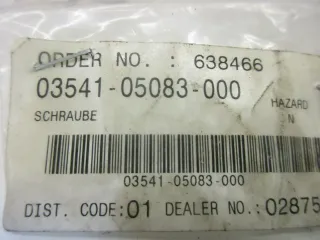 ORDER NO. : 638466
03541-05083-000
SCHRAUBE HAZARD
N
03541-05083-000
DIST. CODE:01 DEALER NO.:02875